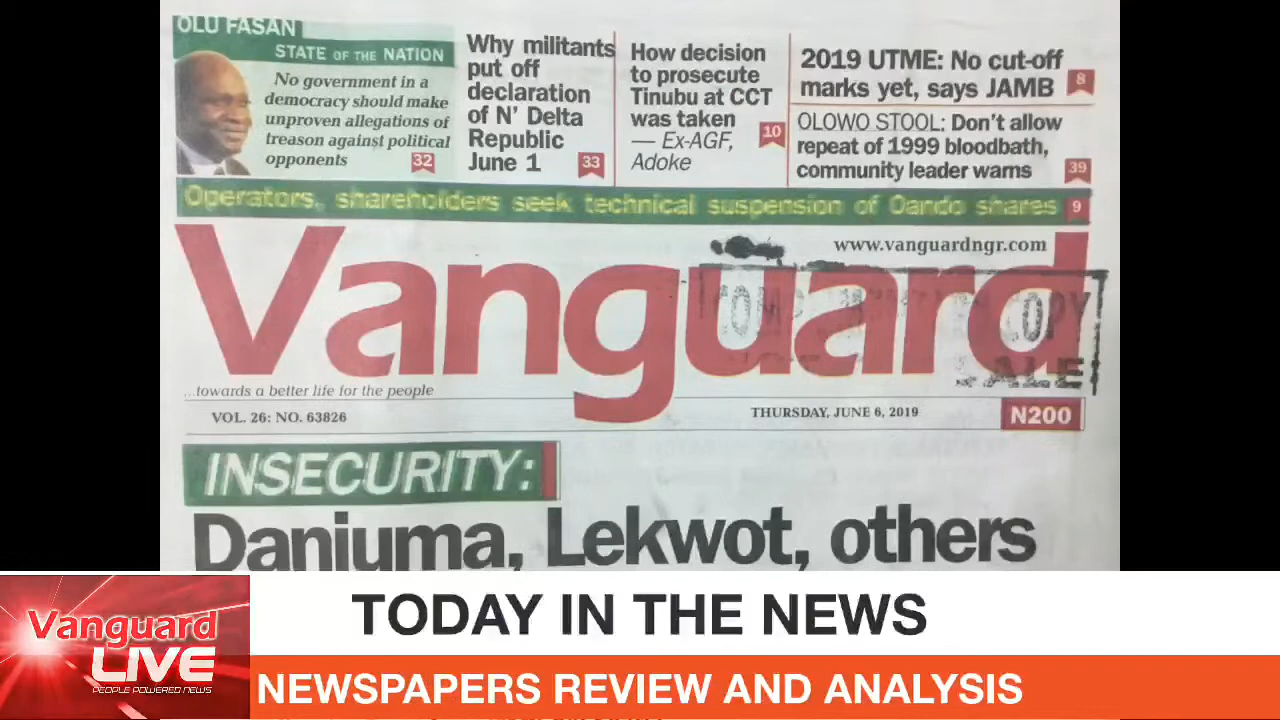 OLU FASAN
STATE OF THE NATION
No government in a
democracy should make
unproven allegations of
treason against political
opponents
32
Why militants
put off
declaration
of N' Delta
Republic
June 1
33
How decision
to prosecute
Tinubu at CCT
was taken
— Ex-AGF,
Adoke
10
2019 UTME: No cut-off
marks yet, says JAMB
8
OLOWO STOOL: Don't allow
repeat of 1999 bloodbath,
community leader warns
39
Operators, shareholders seek technical suspension of Oando shares
9
www.vanguardngr.com
Vanguard
COPY
...towards a better life for the people
VOL. 26: NO. 63826
THURSDAY, JUNE 6, 2019
N200
INSECURITY:
Danjuma, Lekwot, others
TODAY IN THE NEWS
Vanguard
LIVE
PEOPLE POWERED NEWS
NEWSPAPERS REVIEW AND ANALYSIS